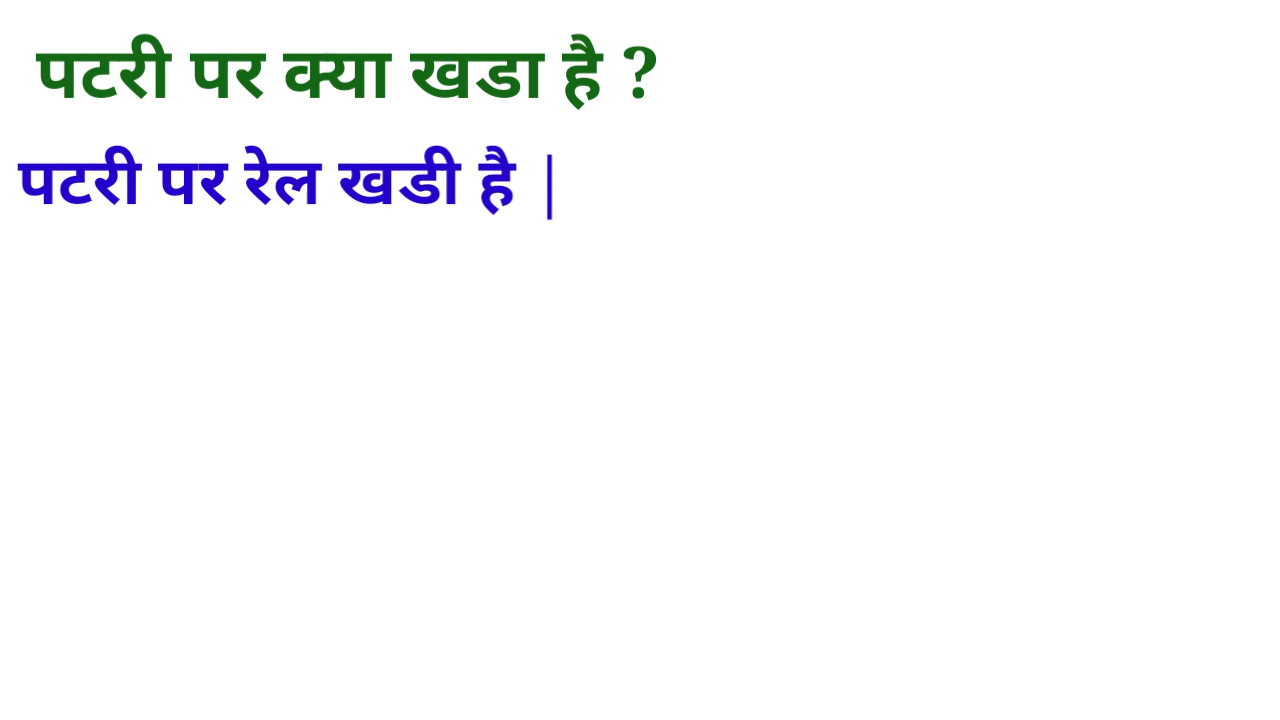 पटरी पर क्या खडा है ?
पटरी पर रेल खडी है |